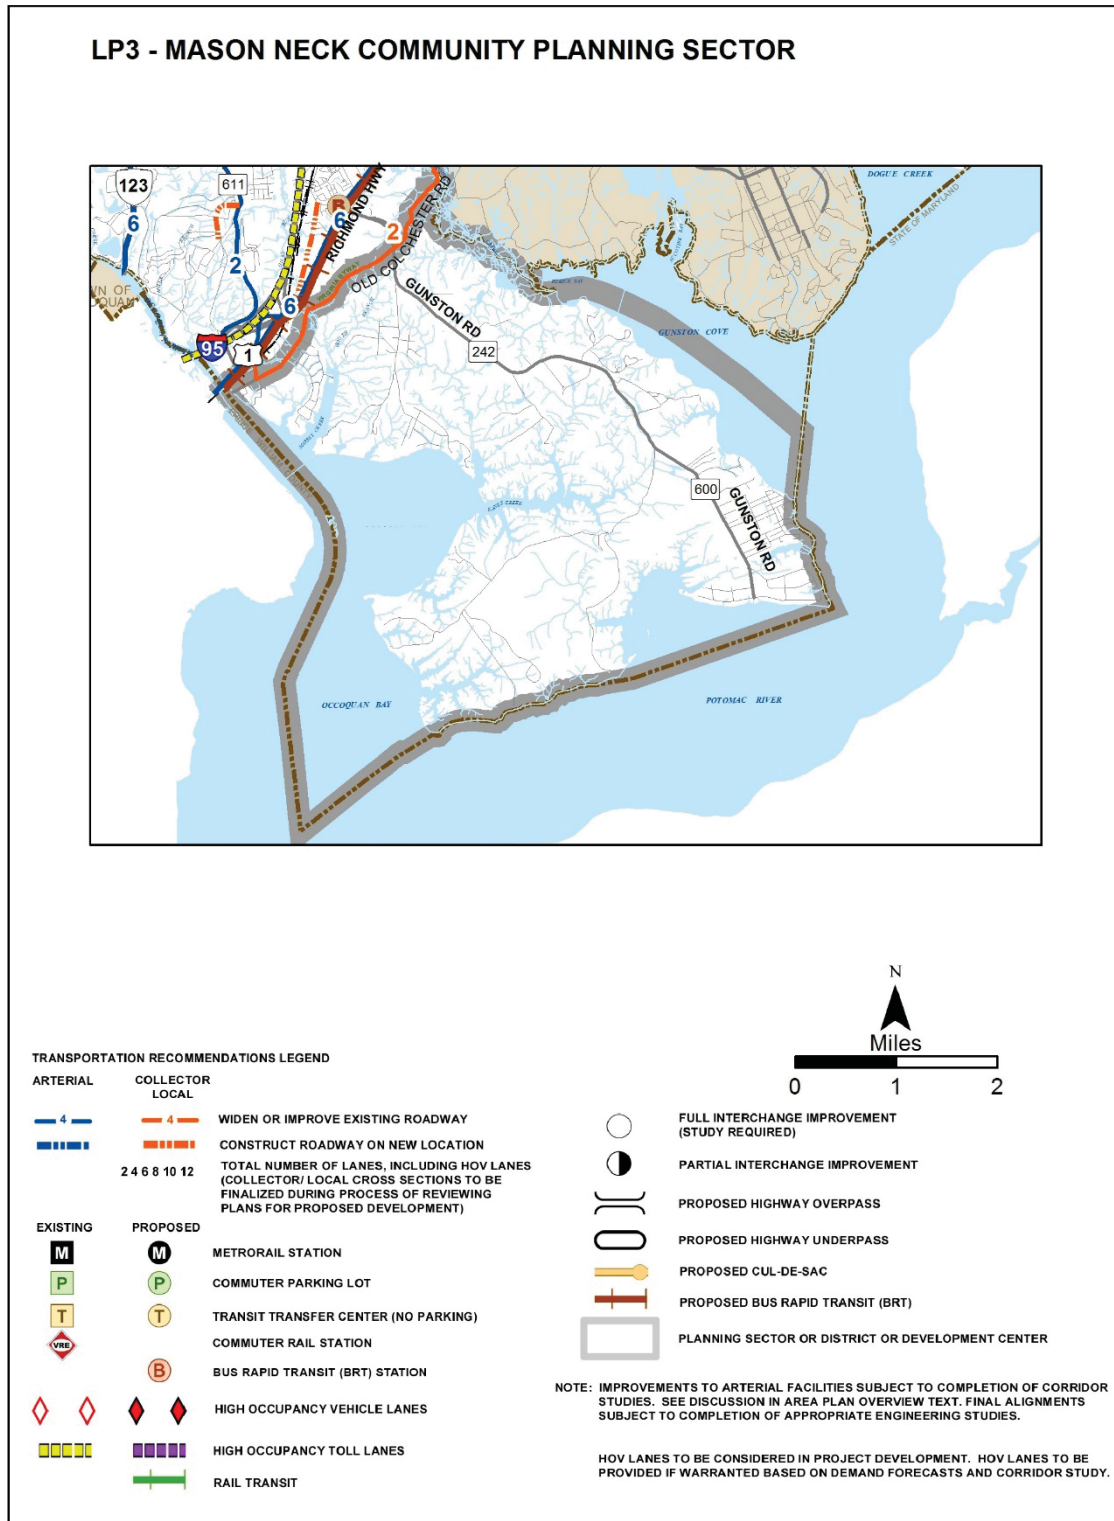 LP3 - MASON NECK COMMUNITY PLANNING SECTOR
DOGUE CREEK
STATE OF MARYLAND
123
611
6
6
B
RICHMOND HWY
2
2
OLD COLCHESTER RD
GUNSTON RD
GUNSTON COVE
6
95
1
242
600
GUNSTON RD
OCCOQUAN BAY
POTOMAC RIVER
N
Miles
0 1 2
TRANSPORTATION RECOMMENDATIONS LEGEND
ARTERIAL COLLECTOR
LOCAL
4 4 WIDEN OR IMPROVE EXISTING ROADWAY
CONSTRUCT ROADWAY ON NEW LOCATION
2 4 6 8 10 12 TOTAL NUMBER OF LANES, INCLUDING HOV LANES
(COLLECTOR/ LOCAL CROSS SECTIONS TO BE
FINALIZED DURING PROCESS OF REVIEWING
PLANS FOR PROPOSED DEVELOPMENT)
EXISTING PROPOSED
M M METRORAIL STATION
P P COMMUTER PARKING LOT
T T TRANSIT TRANSFER CENTER (NO PARKING)
VRE COMMUTER RAIL STATION
B BUS RAPID TRANSIT (BRT) STATION
HIGH OCCUPANCY VEHICLE LANES
HIGH OCCUPANCY TOLL LANES
RAIL TRANSIT
FULL INTERCHANGE IMPROVEMENT
(STUDY REQUIRED)
PARTIAL INTERCHANGE IMPROVEMENT
PROPOSED HIGHWAY OVERPASS
PROPOSED HIGHWAY UNDERPASS
PROPOSED CUL-DE-SAC
PROPOSED BUS RAPID TRANSIT (BRT)
PLANNING SECTOR OR DISTRICT OR DEVELOPMENT CENTER
NOTE: IMPROVEMENTS TO ARTERIAL FACILITIES SUBJECT TO COMPLETION OF CORRIDOR
STUDIES. SEE DISCUSSION IN AREA PLAN OVERVIEW TEXT. FINAL ALIGNMENTS
SUBJECT TO COMPLETION OF APPROPRIATE ENGINEERING STUDIES.
HOV LANES TO BE CONSIDERED IN PROJECT DEVELOPMENT. HOV LANES TO BE
PROVIDED IF WARRANTED BASED ON DEMAND FORECASTS AND CORRIDOR STUDY.